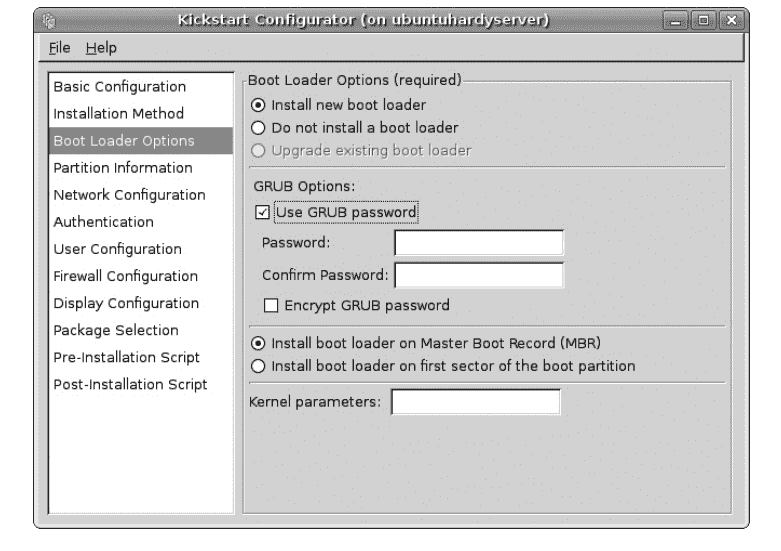 Kickstart Configurator (on ubuntuhardyserver)
File Help
Basic Configuration
Installation Method
Boot Loader Options
Partition Information
Network Configuration
Authentication
User Configuration
Firewall Configuration
Display Configuration
Package Selection
Pre-Installation Script
Post-Installation Script
Boot Loader Options (required)
Install new boot loader
Do not install a boot loader
Upgrade existing boot loader
GRUB Options:
Use GRUB password
Password:
Confirm Password:
Encrypt GRUB password
Install boot loader on Master Boot Record (MBR)
Install boot loader on first sector of the boot partition
Kernel parameters: